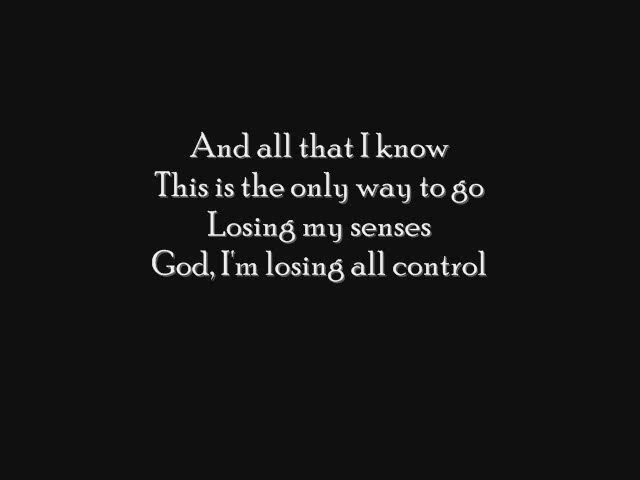 And all that I know
This is the only way to go
Losing my senses
God, I'm losing all control